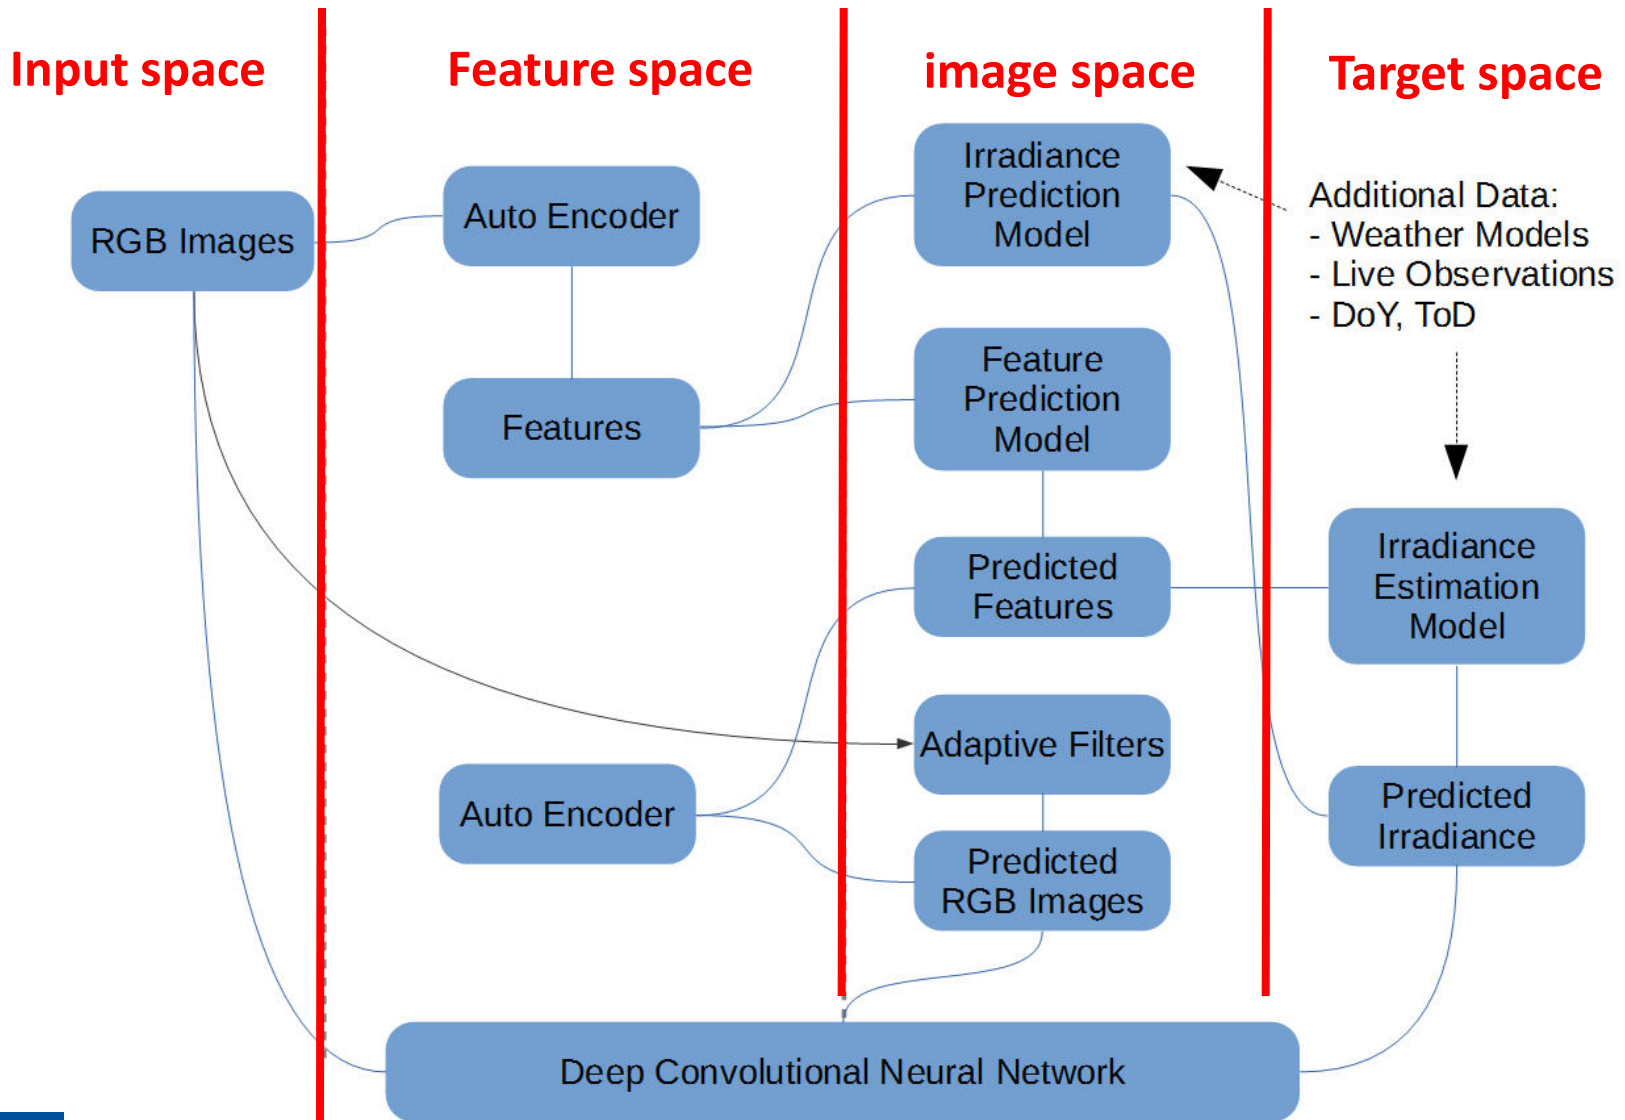 Input space
Feature space
image space
Target space
RGB Images
Auto Encoder
Features
Auto Encoder
Irradiance
Prediction
Model
Feature
Prediction
Model
Predicted
Features
Adaptive Filters
Predicted
RGB Images
Additional Data:
- Weather Models
- Live Observations
- DoY, ToD
Irradiance
Estimation
Model
Predicted
Irradiance
Deep Convolutional Neural Network